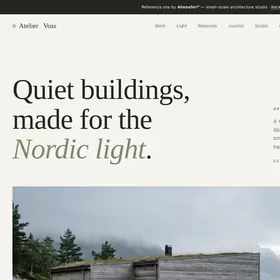 Reference site by Atmosfer* — small-scale architecture studio
Atelier Voss
Work Light Materials Journal Studio
Quiet buildings,
made for the
Nordic light.